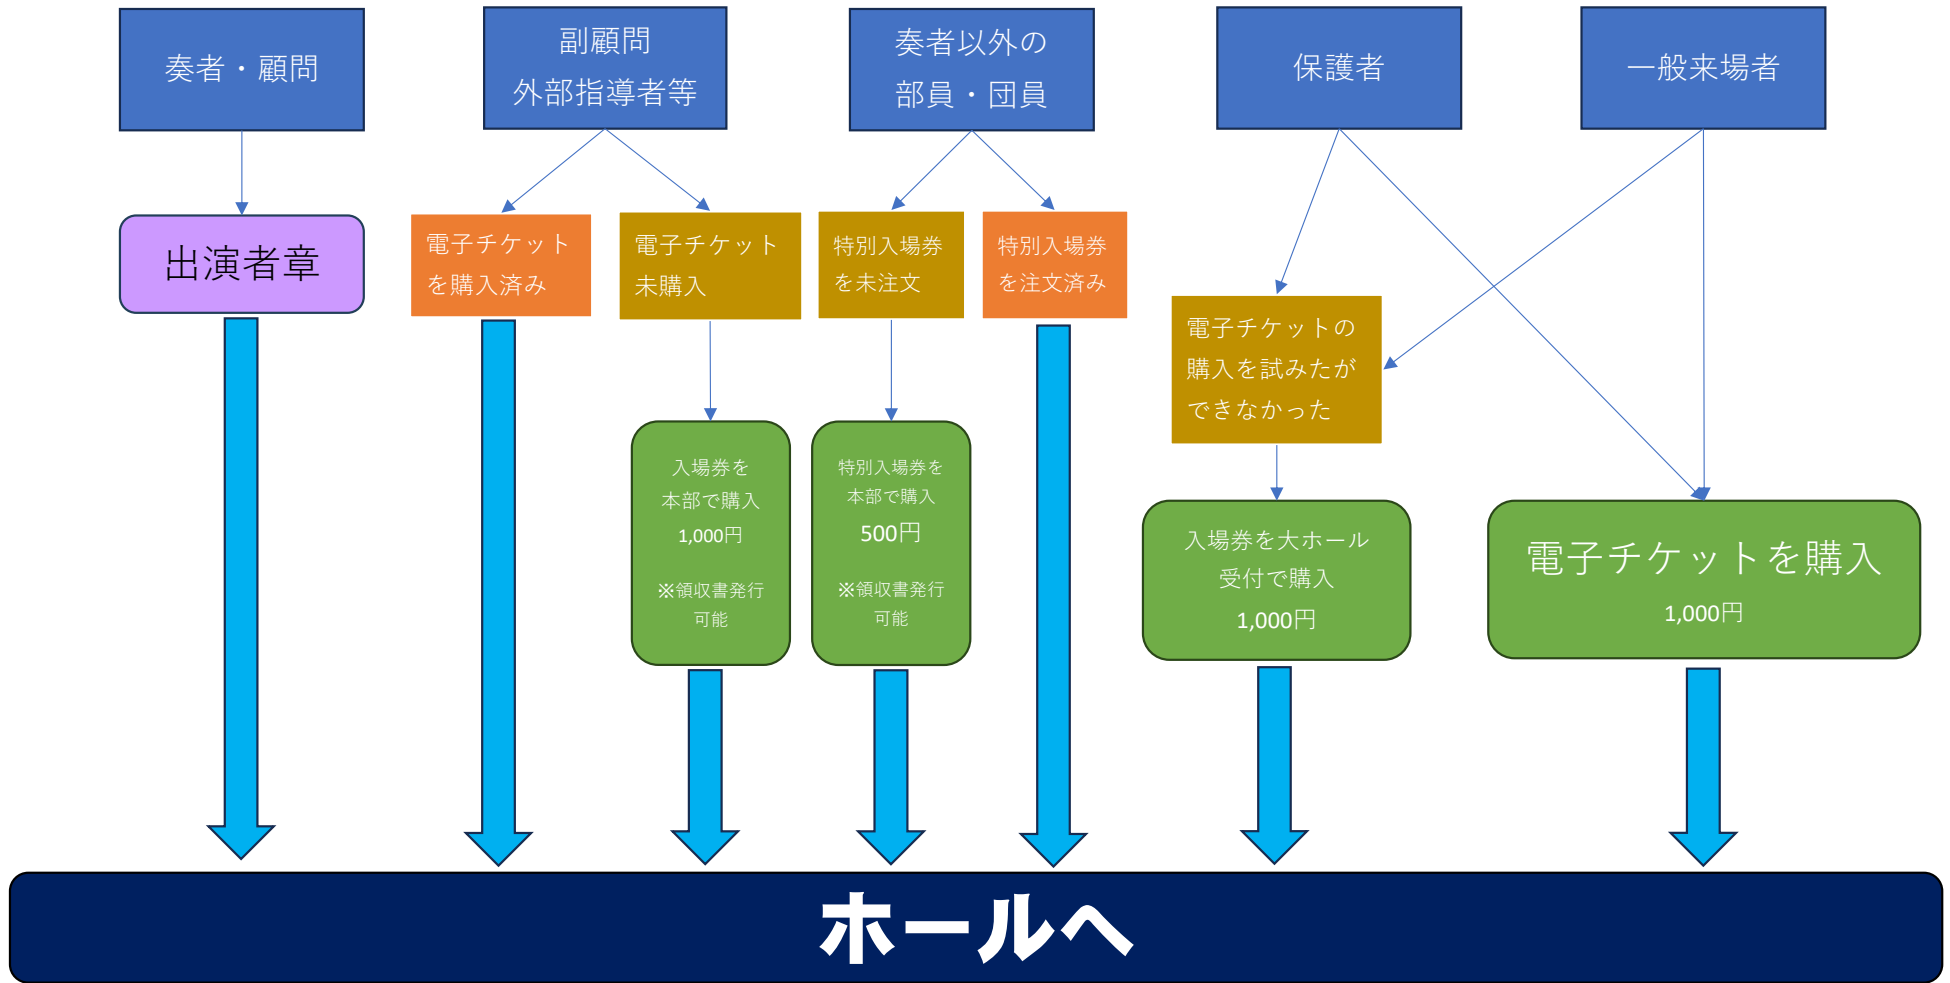 奏者・顧問
副顧問
外部指導者等
奏者以外の
部員・団員
保護者
一般来場者
出演者章
電子チケット
を購入済み
電子チケット
未購入
特別入場券
を未注文
特別入場券
を注文済み
電子チケットの
購入を試みたが
できなかった
入場券を
本部で購入
1,000円
※領収書発行
可能
特別入場券を
本部で購入
500円
※領収書発行
可能
入場券を大ホール
受付で購入
1,000円
電子チケットを購入
1,000円
ホールへ